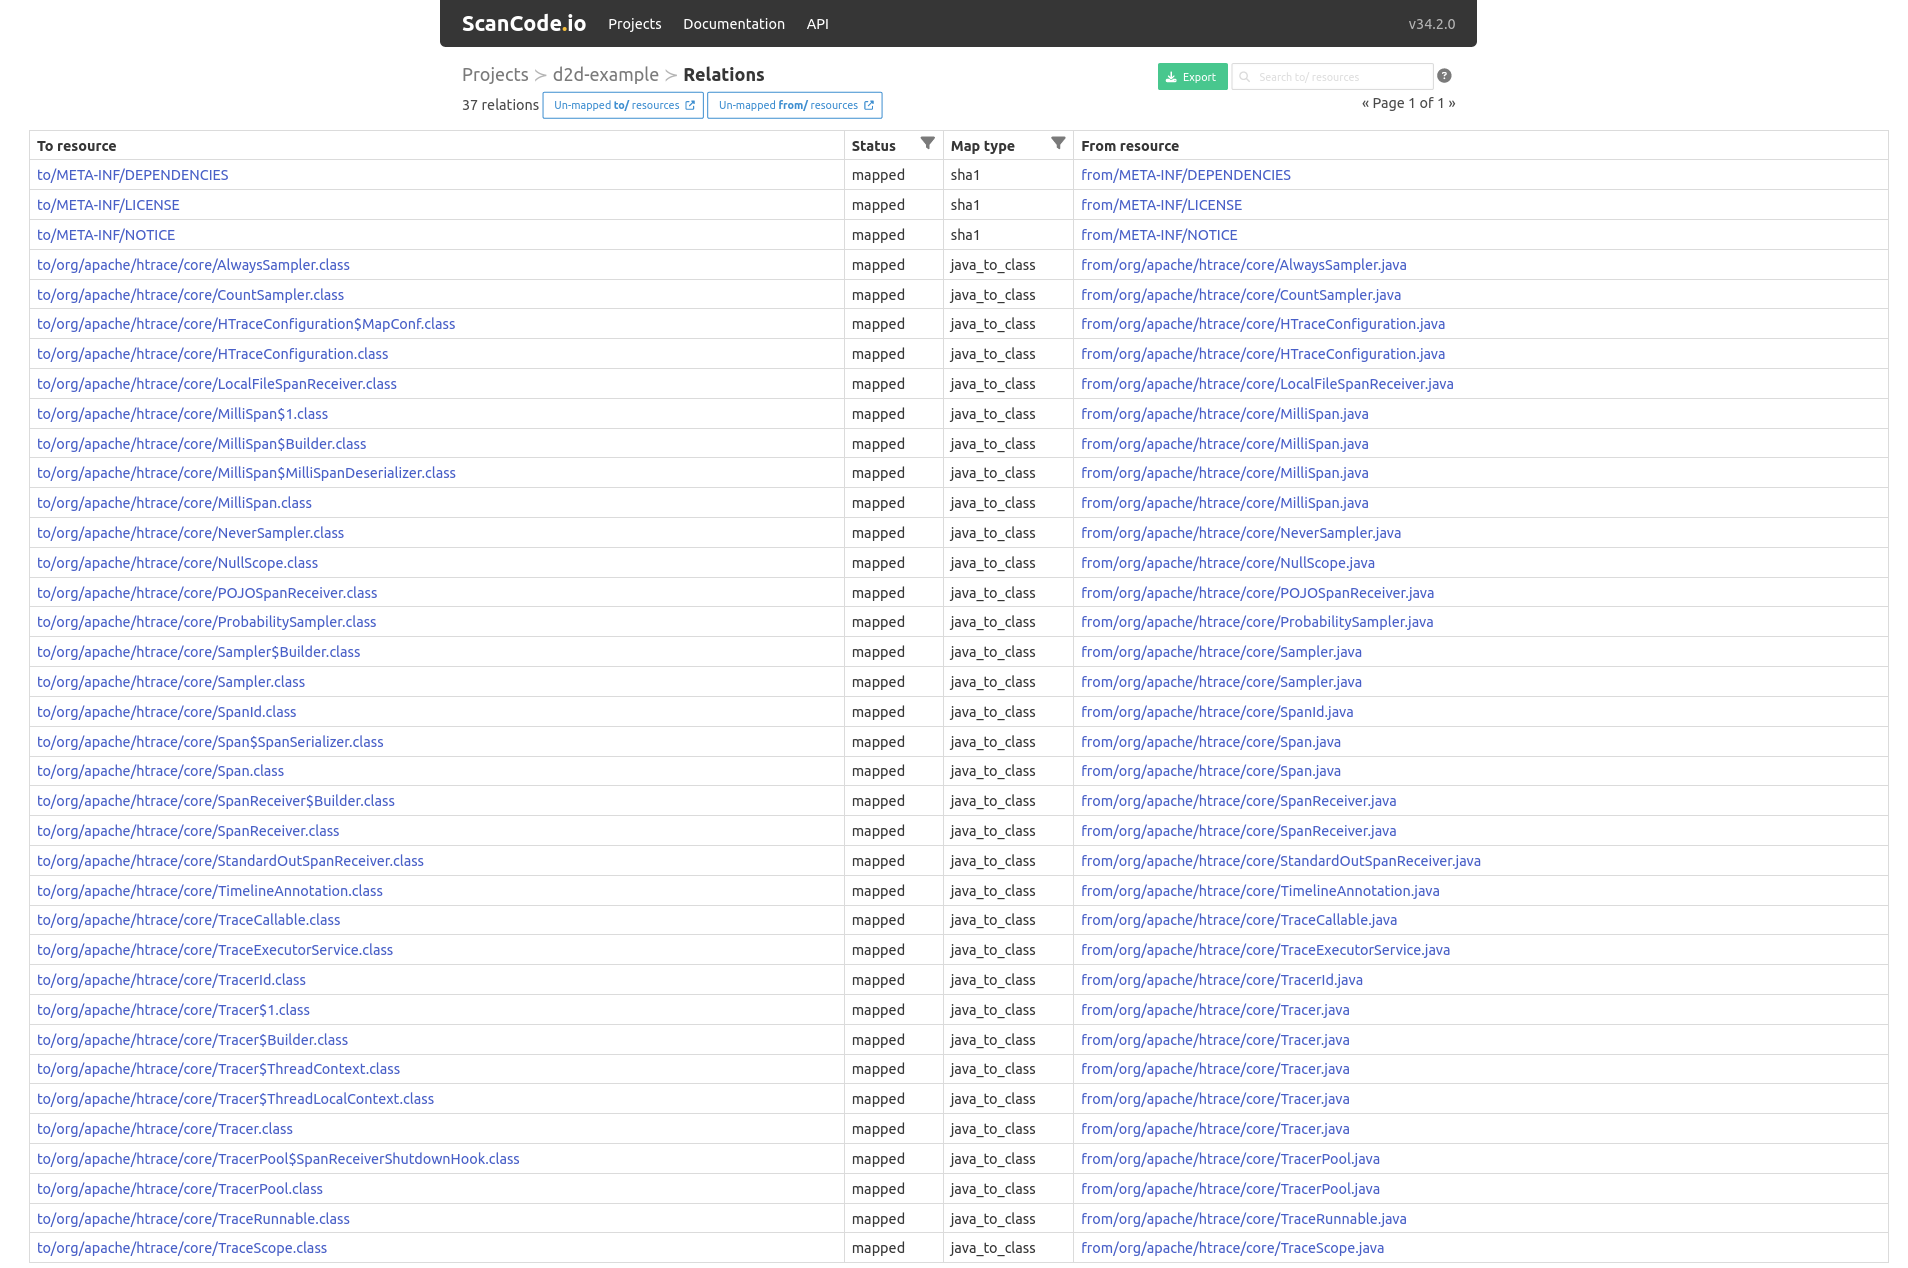 ScanCode.io Projects Documentation API v34.2.0
Projects > d2d-example > Relations Export Search to/ resources ?
37 relations Un-mapped to/ resources Un-mapped from/ resources « Page 1 of 1 »
To resource Status Map type From resource
to/META-INF/DEPENDENCIES mapped sha1 from/META-INF/DEPENDENCIES
to/META-INF/LICENSE mapped sha1 from/META-INF/LICENSE
to/META-INF/NOTICE mapped sha1 from/META-INF/NOTICE
to/org/apache/htrace/core/AlwaysSampler.class mapped java_to_class from/org/apache/htrace/core/AlwaysSampler.java
to/org/apache/htrace/core/CountSampler.class mapped java_to_class from/org/apache/htrace/core/CountSampler.java
to/org/apache/htrace/core/HTraceConfiguration$MapConf.class mapped java_to_class from/org/apache/htrace/core/HTraceConfiguration.java
to/org/apache/htrace/core/HTraceConfiguration.class mapped java_to_class from/org/apache/htrace/core/HTraceConfiguration.java
to/org/apache/htrace/core/LocalFileSpanReceiver.class mapped java_to_class from/org/apache/htrace/core/LocalFileSpanReceiver.java
to/org/apache/htrace/core/MilliSpan$1.class mapped java_to_class from/org/apache/htrace/core/MilliSpan.java
to/org/apache/htrace/core/MilliSpan$Builder.class mapped java_to_class from/org/apache/htrace/core/MilliSpan.java
to/org/apache/htrace/core/MilliSpan$MilliSpanDeserializer.class mapped java_to_class from/org/apache/htrace/core/MilliSpan.java
to/org/apache/htrace/core/MilliSpan.class mapped java_to_class from/org/apache/htrace/core/MilliSpan.java
to/org/apache/htrace/core/NeverSampler.class mapped java_to_class from/org/apache/htrace/core/NeverSampler.java
to/org/apache/htrace/core/NullScope.class mapped java_to_class from/org/apache/htrace/core/NullScope.java
to/org/apache/htrace/core/POJOSpanReceiver.class mapped java_to_class from/org/apache/htrace/core/POJOSpanReceiver.java
to/org/apache/htrace/core/ProbabilitySampler.class mapped java_to_class from/org/apache/htrace/core/ProbabilitySampler.java
to/org/apache/htrace/core/Sampler$Builder.class mapped java_to_class from/org/apache/htrace/core/Sampler.java
to/org/apache/htrace/core/Sampler.class mapped java_to_class from/org/apache/htrace/core/Sampler.java
to/org/apache/htrace/core/SpanId.class mapped java_to_class from/org/apache/htrace/core/SpanId.java
to/org/apache/htrace/core/Span$SpanSerializer.class mapped java_to_class from/org/apache/htrace/core/Span.java
to/org/apache/htrace/core/Span.class mapped java_to_class from/org/apache/htrace/core/Span.java
to/org/apache/htrace/core/SpanReceiver$Builder.class mapped java_to_class from/org/apache/htrace/core/SpanReceiver.java
to/org/apache/htrace/core/SpanReceiver.class mapped java_to_class from/org/apache/htrace/core/SpanReceiver.java
to/org/apache/htrace/core/StandardOutSpanReceiver.class mapped java_to_class from/org/apache/htrace/core/StandardOutSpanReceiver.java
to/org/apache/htrace/core/TimelineAnnotation.class mapped java_to_class from/org/apache/htrace/core/TimelineAnnotation.java
to/org/apache/htrace/core/TraceCallable.class mapped java_to_class from/org/apache/htrace/core/TraceCallable.java
to/org/apache/htrace/core/TraceExecutorService.class mapped java_to_class from/org/apache/htrace/core/TraceExecutorService.java
to/org/apache/htrace/core/TracerId.class mapped java_to_class from/org/apache/htrace/core/TracerId.java
to/org/apache/htrace/core/Tracer$1.class mapped java_to_class from/org/apache/htrace/core/Tracer.java
to/org/apache/htrace/core/Tracer$Builder.class mapped java_to_class from/org/apache/htrace/core/Tracer.java
to/org/apache/htrace/core/Tracer$ThreadContext.class mapped java_to_class from/org/apache/htrace/core/Tracer.java
to/org/apache/htrace/core/Tracer$ThreadLocalContext.class mapped java_to_class from/org/apache/htrace/core/Tracer.java
to/org/apache/htrace/core/Tracer.class mapped java_to_class from/org/apache/htrace/core/Tracer.java
to/org/apache/htrace/core/TracerPool$SpanReceiverShutdownHook.class mapped java_to_class from/org/apache/htrace/core/TracerPool.java
to/org/apache/htrace/core/TracerPool.class mapped java_to_class from/org/apache/htrace/core/TracerPool.java
to/org/apache/htrace/core/TraceRunnable.class mapped java_to_class from/org/apache/htrace/core/TraceRunnable.java
to/org/apache/htrace/core/TraceScope.class mapped java_to_class from/org/apache/htrace/core/TraceScope.java